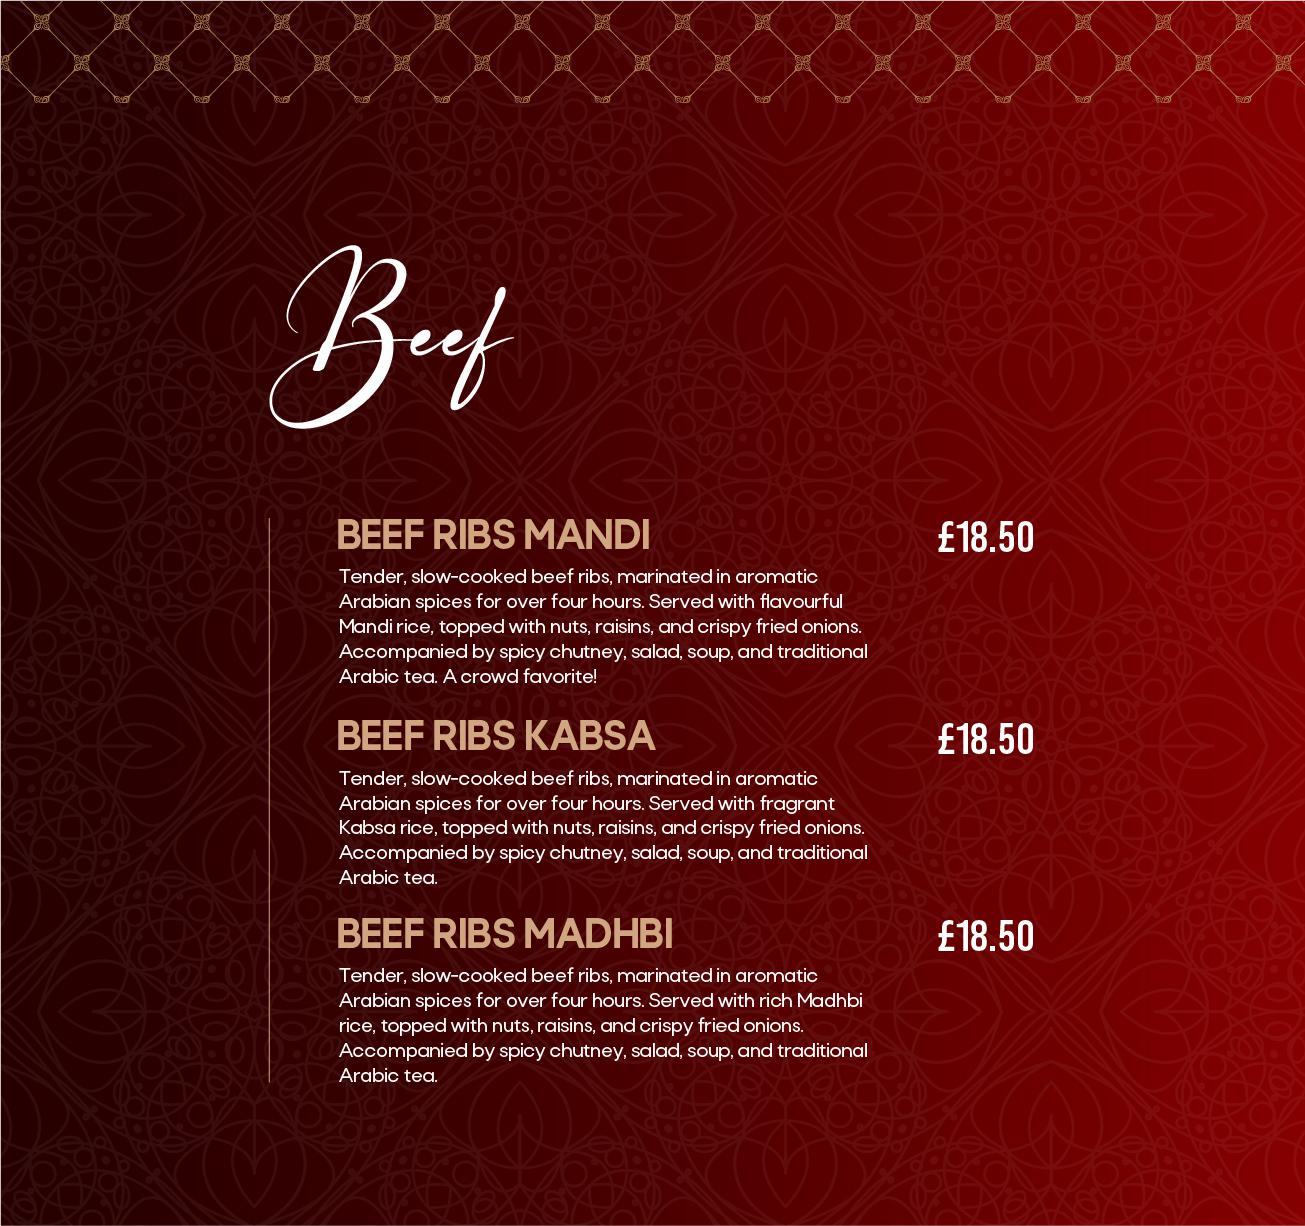 Beef
BEEF RIBS MANDI £18.50
Tender, slow-cooked beef ribs, marinated in aromatic
Arabian spices for over four hours. Served with flavourful
Mandi rice, topped with nuts, raisins, and crispy fried onions.
Accompanied by spicy chutney, salad, soup, and traditional
Arabic tea. A crowd favorite!
BEEF RIBS KABSA £18.50
Tender, slow-cooked beef ribs, marinated in aromatic
Arabian spices for over four hours. Served with fragrant
Kabsa rice, topped with nuts, raisins, and crispy fried onions.
Accompanied by spicy chutney, salad, soup, and traditional
Arabic tea.
BEEF RIBS MADHBI £18.50
Tender, slow-cooked beef ribs, marinated in aromatic
Arabian spices for over four hours. Served with rich Madhbi
rice, topped with nuts, raisins, and crispy fried onions.
Accompanied by spicy chutney, salad, soup, and traditional
Arabic tea.